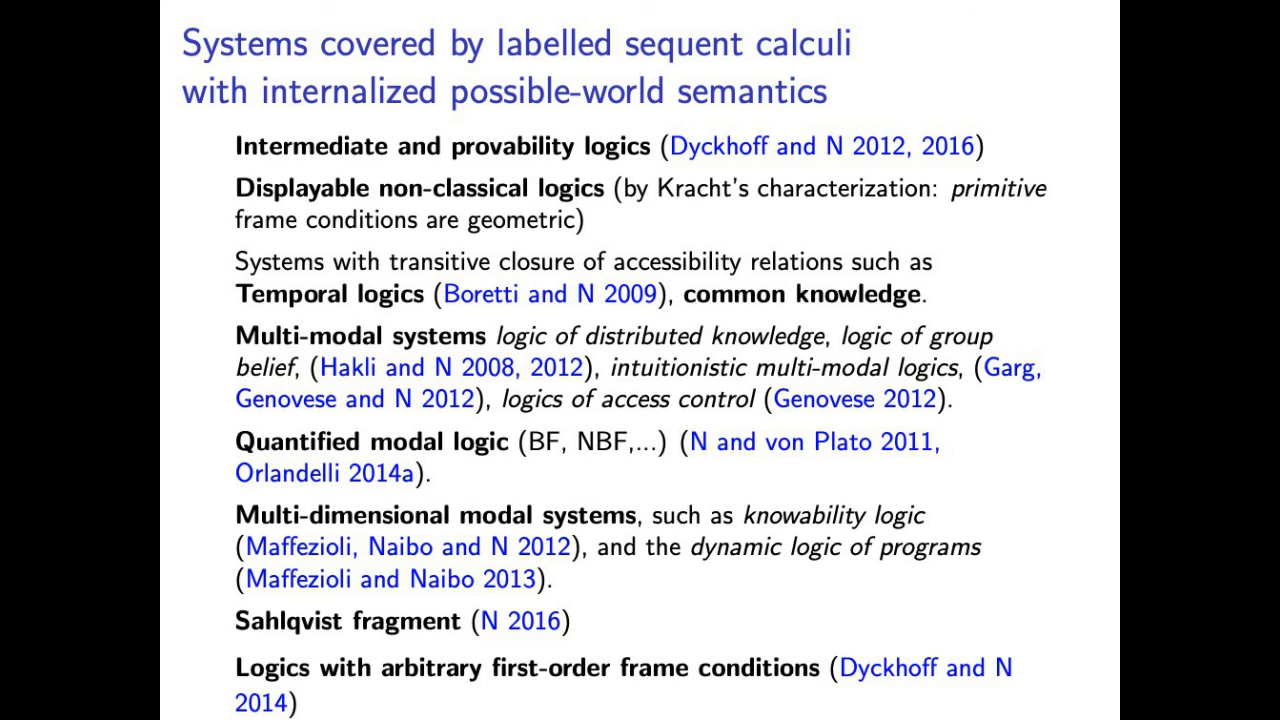 Systems covered by labelled sequent calculi
with internalized possible-world semantics
Intermediate and provability logics (Dyckhoff and N 2012, 2016)
Displayable non-classical logics (by Kracht's characterization: primitive
frame conditions are geometric)
Systems with transitive closure of accessibility relations such as
Temporal logics (Boretti and N 2009), common knowledge.
Multi-modal systems logic of distributed knowledge, logic of group
belief, (Hakli and N 2008, 2012), intuitionistic multi-modal logics, (Garg,
Genovese and N 2012), logics of access control (Genovese 2012).
Quantified modal logic (BF, NBF,...) (N and von Plato 2011,
Orlandelli 2014a).
Multi-dimensional modal systems, such as knowability logic
(Maffezioli, Naibo and N 2012), and the dynamic logic of programs
(Maffezioli and Naibo 2013).
Sahlqvist fragment (N 2016)
Logics with arbitrary first-order frame conditions (Dyckhoff and N
2014)